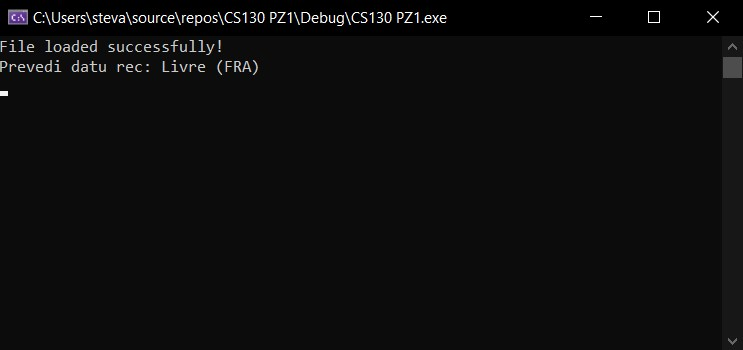 C:\Users\steva\source\repos\CS130 PZ1\Debug\CS130 PZ1.exe
File loaded successfully!
Prevedi datu rec: Livre (FRA)